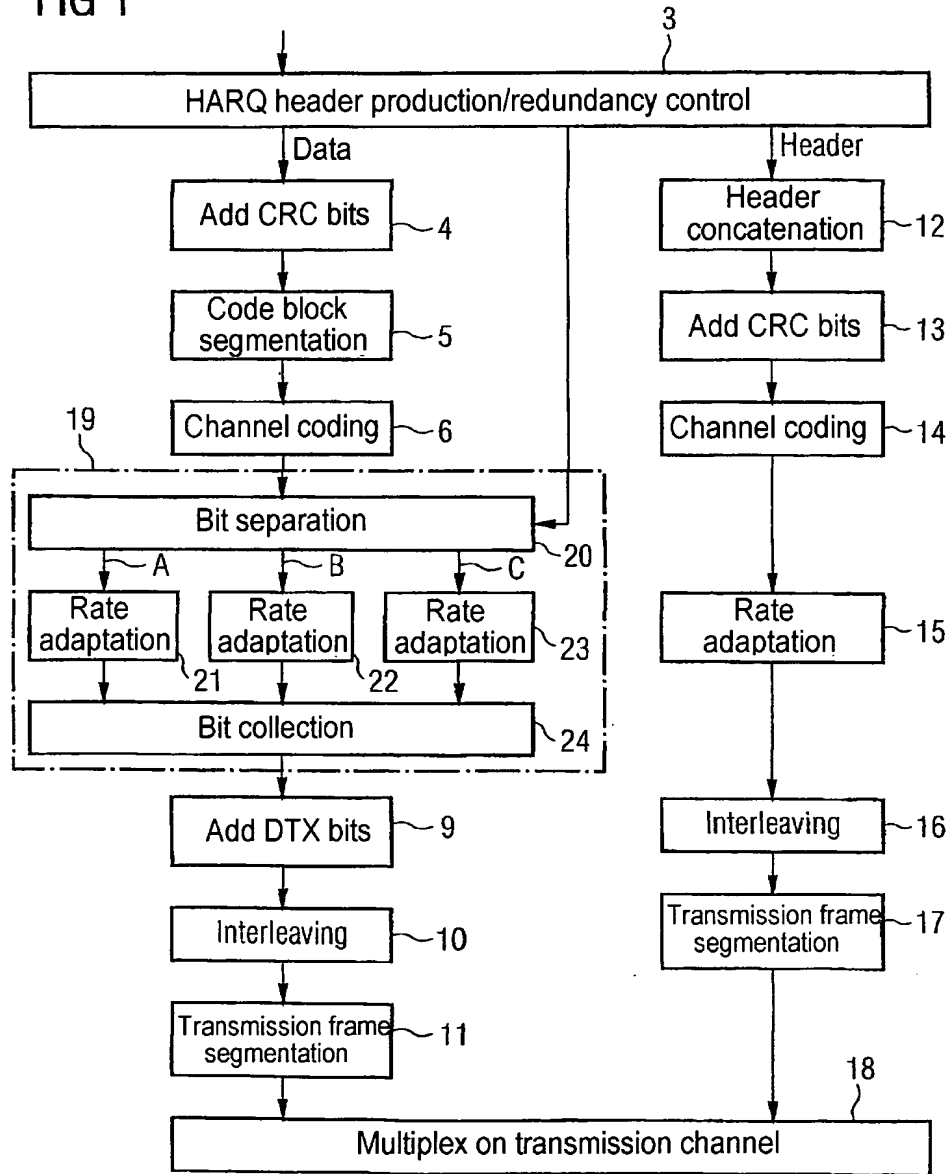 FIG 1
3
HARQ header production/redundancy control
Data
Header
Add CRC bits
4
Header
concatenation
12
Code block
segmentation
5
Add CRC bits
13
19
Channel coding
6
Channel coding
14
Bit separation
20
A
B
C
Rate
adaptation
21
Rate
adaptation
22
Rate
adaptation
23
Rate
adaptation
15
Bit collection
24
Add DTX bits
9
Interleaving
16
Interleaving
10
Transmission frame
segmentation
17
Transmission frame
segmentation
11
18
Multiplex on transmission channel